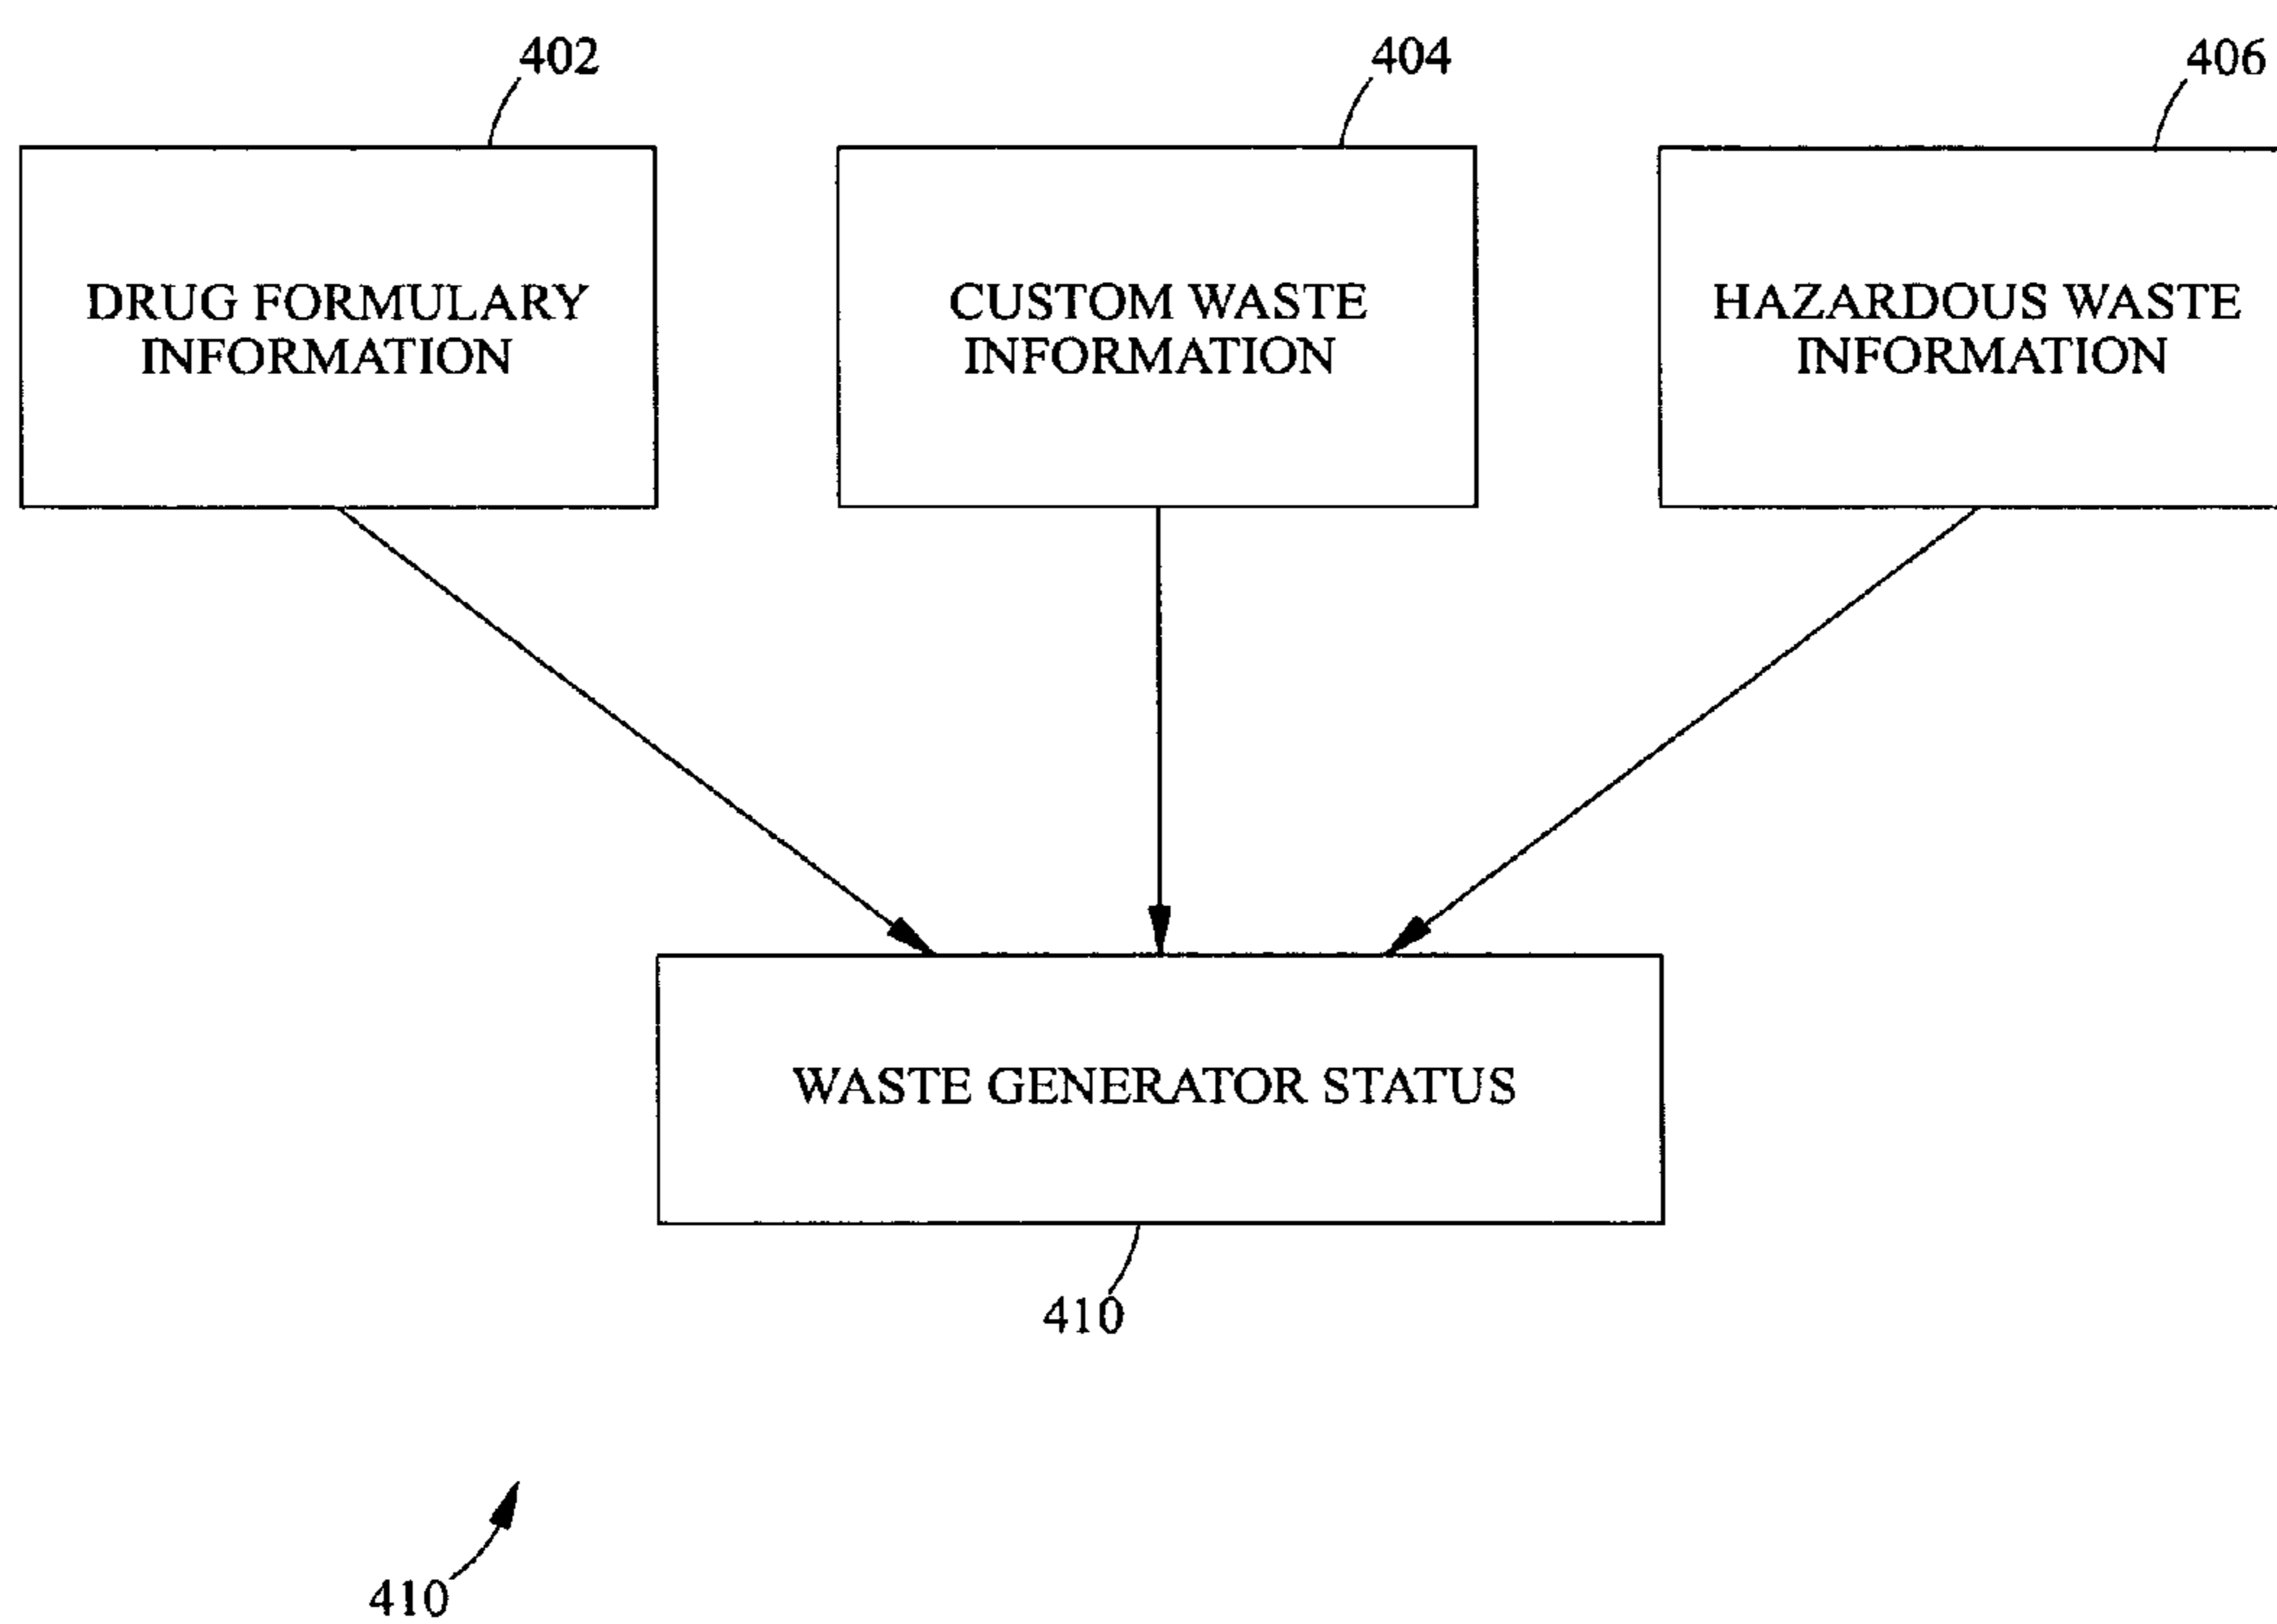 402
404
406
DRUG FORMULARY
INFORMATION
CUSTOM WASTE
INFORMATION
HAZARDOUS WASTE
INFORMATION
WASTE GENERATOR STATUS
410
410